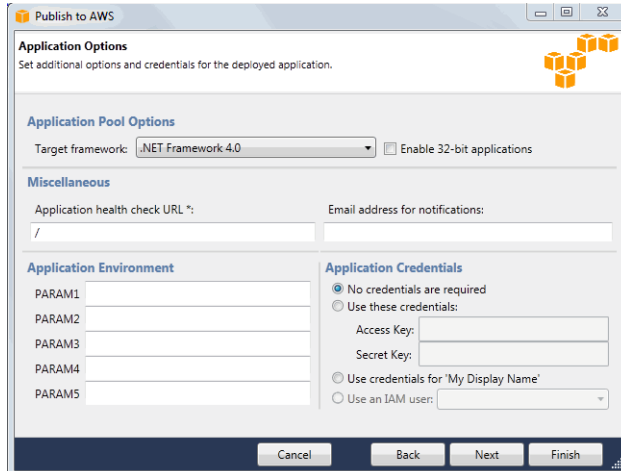 Publish to AWS
Application Options
Set additional options and credentials for the deployed application.
Application Pool Options
Target framework: .NET Framework 4.0 Enable 32-bit applications
Miscellaneous
Application health check URL *: Email address for notifications:
/
Application Environment Application Credentials
PARAM1 No credentials are required
PARAM2 Use these credentials:
Access Key:
PARAM3
Secret Key:
PARAM4 Use credentials for 'My Display Name'
PARAM5 Use an IAM user:
Cancel Back Next Finish